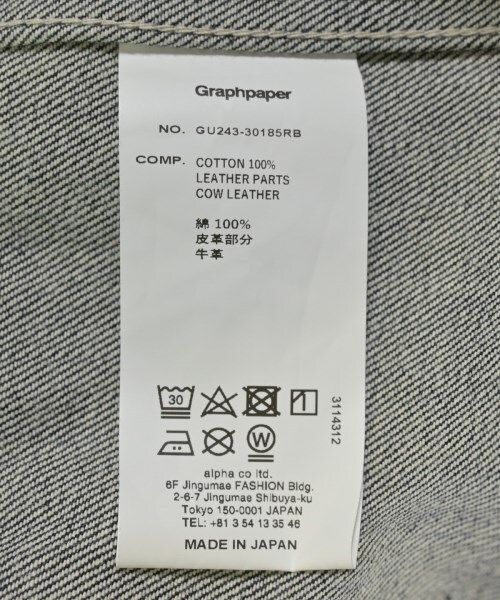 Graphpaper
NO. GU243-30185RB
COMP. COTTON 100%
LEATHER PARTS
COW LEATHER
綿 100%
皮革部分
牛革
30
W
3114312
alpha co ltd.
6F Jingumae FASHION Bldg.
2-6-7 Jingumae Shibuya-ku
Tokyo 150-0001 JAPAN
TEL: +81 3 54 13 35 46
MADE IN JAPAN